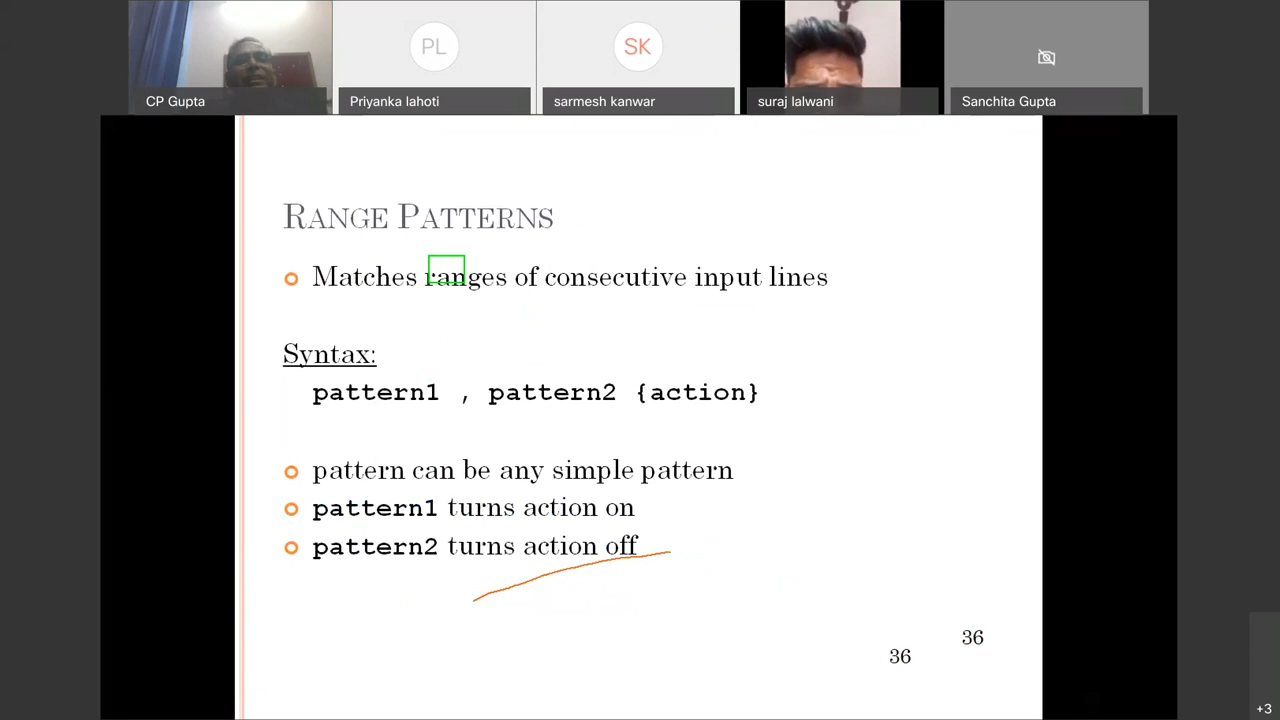 PL
SK
CP Gupta
Priyanka lahoti
sarmesh kanwar
suraj lalwani
Sanchita Gupta
RANGE PATTERNS
Matches ranges of consecutive input lines
Syntax:
pattern1 , pattern2 {action}
pattern can be any simple pattern
pattern1 turns action on
pattern2 turns action off
36
36
+3